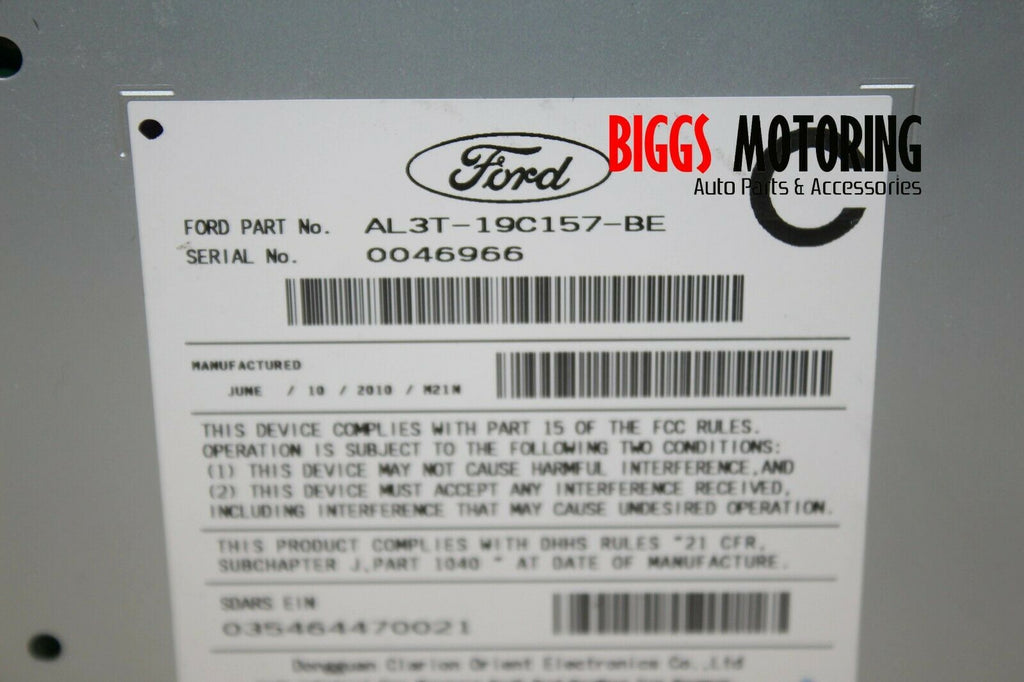 Ford
BIGGS MOTORING
Auto Parts & Accessories
C
FORD PART No. AL3T-19C157-BE
SERIAL No. 0046966
MANUFACTURED
JUNE / 10 / 2010 / M21N
THIS DEVICE COMPLIES WITH PART 15 OF THE FCC RULES.
OPERATION IS SUBJECT TO THE FOLLOWING TWO CONDITIONS:
(1) THIS DEVICE MAY NOT CAUSE HARMFUL INTERFERENCE,AND
(2) THIS DEVICE MUST ACCEPT ANY INTERFERENCE RECEIVED,
INCLUDING INTERFERENCE THAT MAY CAUSE UNDESIRED OPERATION.
THIS PRODUCT COMPLIES WITH DHHS RULES "21 CFR,
SUBCHAPTER J,PART 1040 " AT DATE OF MANUFACTURE.
SDARS EIN
035464470021
Dongguan Clarion Orient Electronics Co.,Ltd